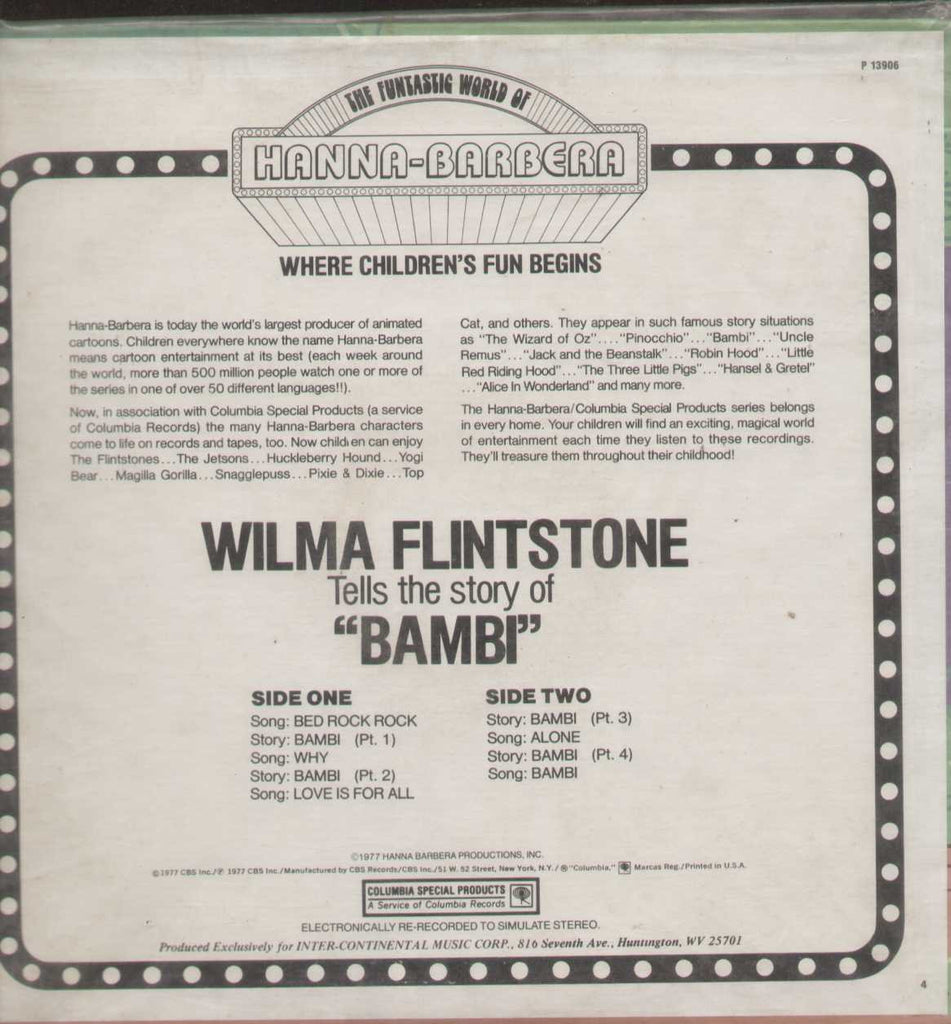 P 13906
THE FUNTASTIC WORLD OF
HANNA-BARBERA
WHERE CHILDREN'S FUN BEGINS
Hanna-Barbera is today the world's largest producer of animated
cartoons. Children everywhere know the name Hanna-Barbera
means cartoon entertainment at its best (each week around
the world, more than 500 million people watch one or more of
the series in one of over 50 different languages!!).
Now, in association with Columbia Special Products (a service
of Columbia Records) the many Hanna-Barbera characters
come to life on records and tapes, too. Now children can enjoy
The Flintstones...The Jetsons...Huckleberry Hound...Yogi
Bear...Magilla Gorilla...Snagglepuss...Pixie & Dixie...Top
Cat, and others. They appear in such famous story situations
as "The Wizard of Oz"...."Pinocchio"..."Bambi"..."Uncle
Remus"..."Jack and the Beanstalk"..."Robin Hood"..."Little
Red Riding Hood"..."The Three Little Pigs"..."Hansel & Gretel"
..."Alice In Wonderland" and many more.
The Hanna-Barbera/Columbia Special Products series belongs
in every home. Your children will find an exciting, magical world
of entertainment each time they listen to these recordings.
They'll treasure them throughout their childhood!
WILMA FLINTSTONE
Tells the story of
"BAMBI"
SIDE ONE
Song: BED ROCK ROCK
Story: BAMBI (Pt. 1)
Song: WHY
Story: BAMBI (Pt. 2)
Song: LOVE IS FOR ALL
SIDE TWO
Story: BAMBI (Pt. 3)
Song: ALONE
Story: BAMBI (Pt. 4)
Song: BAMBI
©1977 HANNA BARBERA PRODUCTIONS, INC.
©1977 CBS Inc./℗ 1977 CBS Inc./Manufactured by CBS Records/CBS Inc./51 W. 52 Street, New York, N.Y./®"Columbia," Marcas Reg./Printed in U.S.A.
COLUMBIA SPECIAL PRODUCTS
A Service of Columbia Records
ELECTRONICALLY RE-RECORDED TO SIMULATE STEREO.
Produced Exclusively for INTER-CONTINENTAL MUSIC CORP., 816 Seventh Ave., Huntington, WV 25701
4